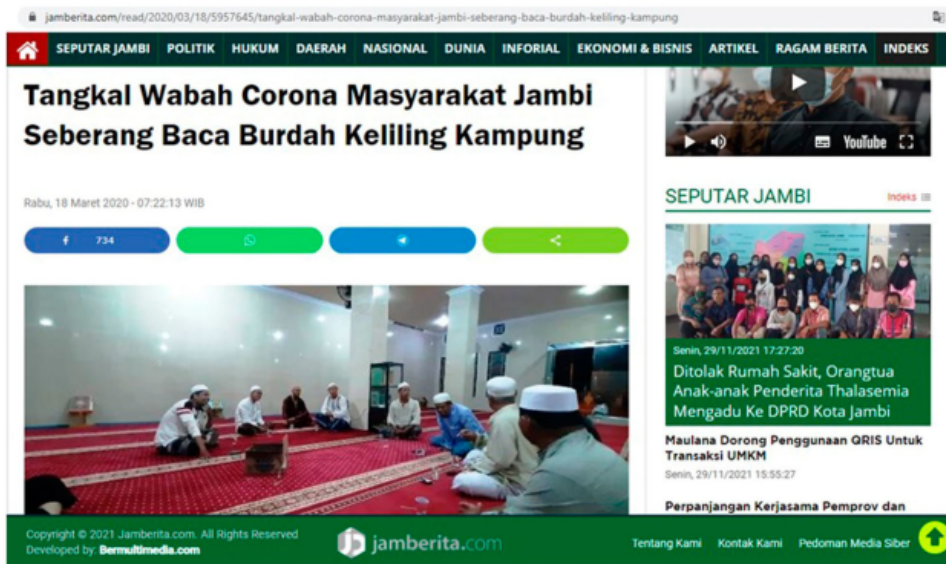 jamberita.com/read/2020/03/18/5957645/tangkal-wabah-corona-masyarakat-jambi-seberang-baca-burdah-keliling-kampung
SEPUTAR JAMBI POLITIK HUKUM DAERAH NASIONAL DUNIA INFORIAL EKONOMI & BISNIS ARTIKEL RAGAM BERITA INDEKS
Tangkal Wabah Corona Masyarakat Jambi
Seberang Baca Burdah Keliling Kampung
Rabu, 18 Maret 2020 - 07:22:13 WIB
734
YouTube
SEPUTAR JAMBI
Indeks
Senin, 29/11/2021 17:27:20
Ditolak Rumah Sakit, Orangtua
Anak-anak Penderita Thalasemia
Mengadu Ke DPRD Kota Jambi
Maulana Dorong Penggunaan QRIS Untuk
Transaksi UMKM
Senin, 29/11/2021 15:55:27
Perpanjangan Kerjasama Pemprov dan
Copyright © 2021 Jamberita.com. All Rights Reserved
Developed by: Bermultimedia.com
jamberita.com
Tentang Kami Kontak Kami Pedoman Media Siber